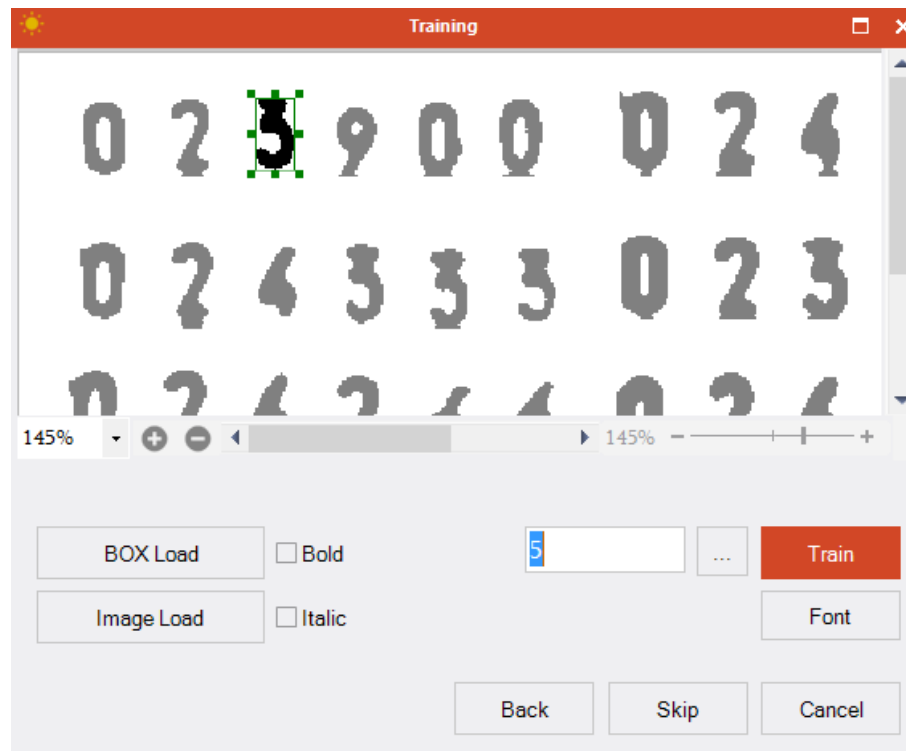 Training
0 2 5 9 0 0 0 2 4
0 2 4 3 3 3 0 2 3
145% 145%
BOX Load Bold 5 ... Train
Image Load Italic Font
Back Skip Cancel